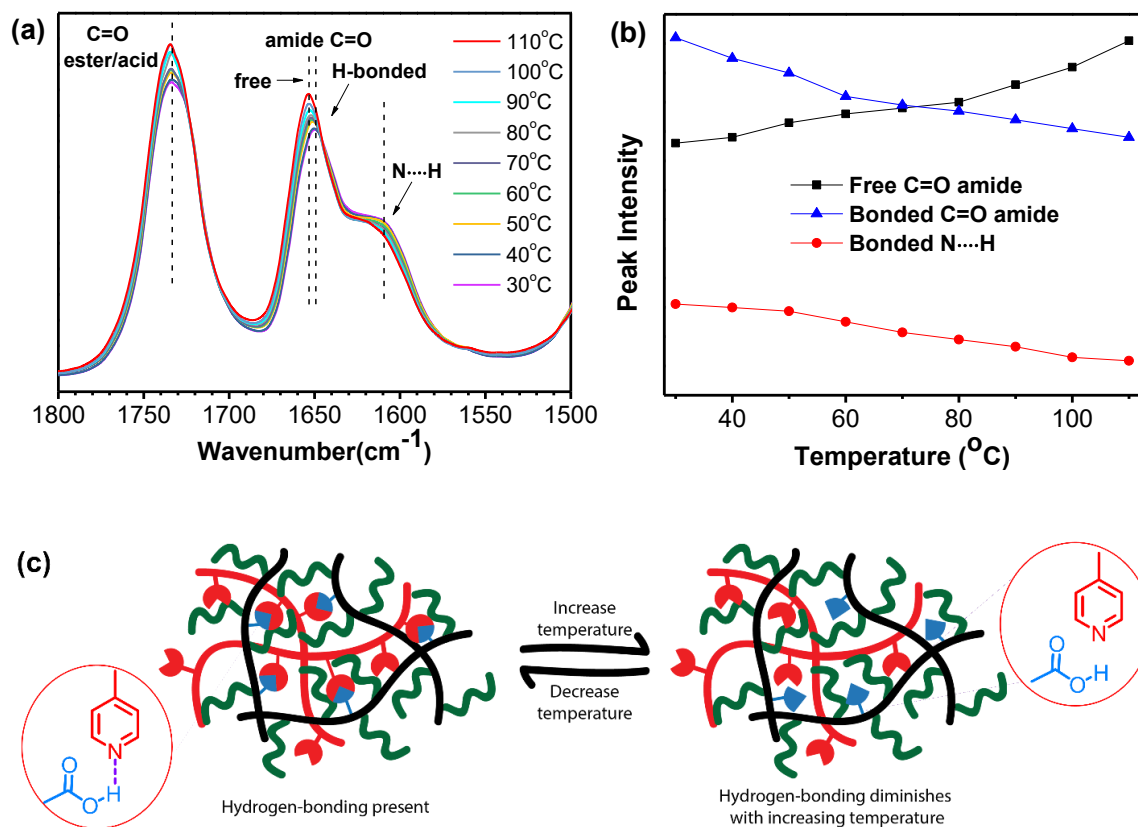 (a)
C=O
ester/acid
amide C=O
free
H-bonded
N····H
110°C
100°C
90°C
80°C
70°C
60°C
50°C
40°C
30°C
1800
1750
1700
1650
1600
1550
1500
Wavenumber(cm⁻¹)
(b)
Peak Intensity
Free C=O amide
Bonded C=O amide
Bonded N····H
40
60
80
100
Temperature (°C)
(c)
N
O
O
H
Hydrogen-bonding present
Increase
temperature
Decrease
temperature
N
O
O
H
Hydrogen-bonding diminishes
with increasing temperature